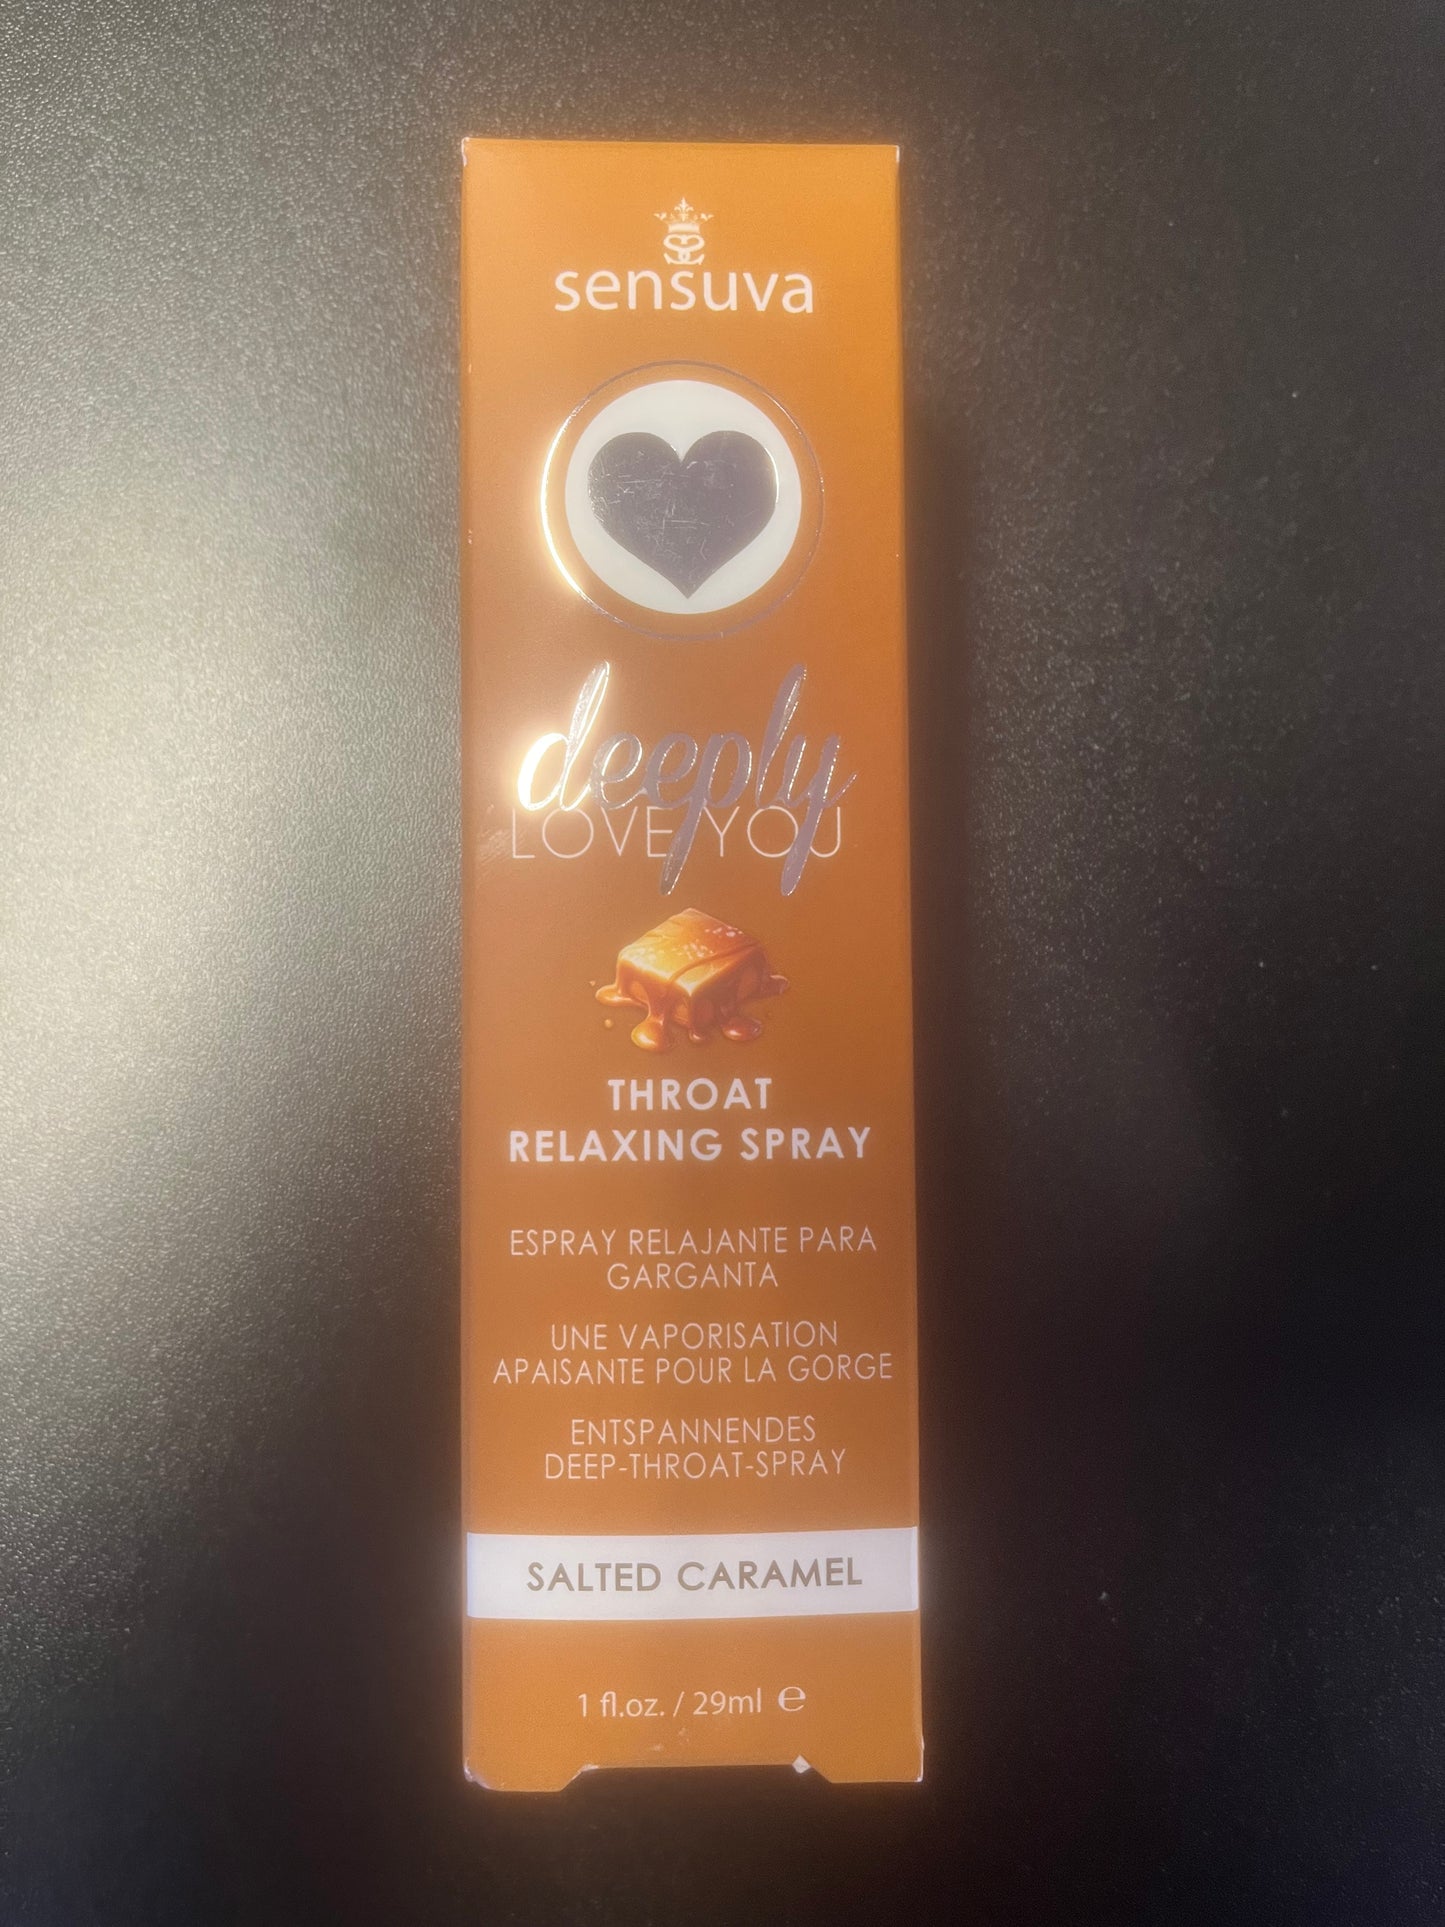 sensuva
deeply
LOVE YOU
THROAT
RELAXING SPRAY
ESPRAY RELAJANTE PARA
GARGANTA
UNE VAPORISATION
APAISANTE POUR LA GORGE
ENTSPANNENDES
DEEP-THROAT-SPRAY
SALTED CARAMEL
1 fl.oz. / 29ml ℮